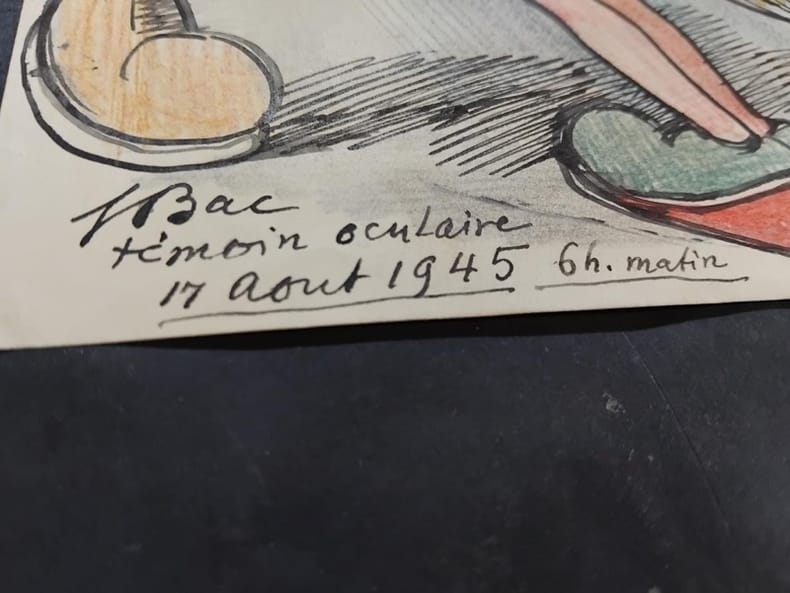 Bac
témoin oculaire
17 Aout 1945 6h. matin